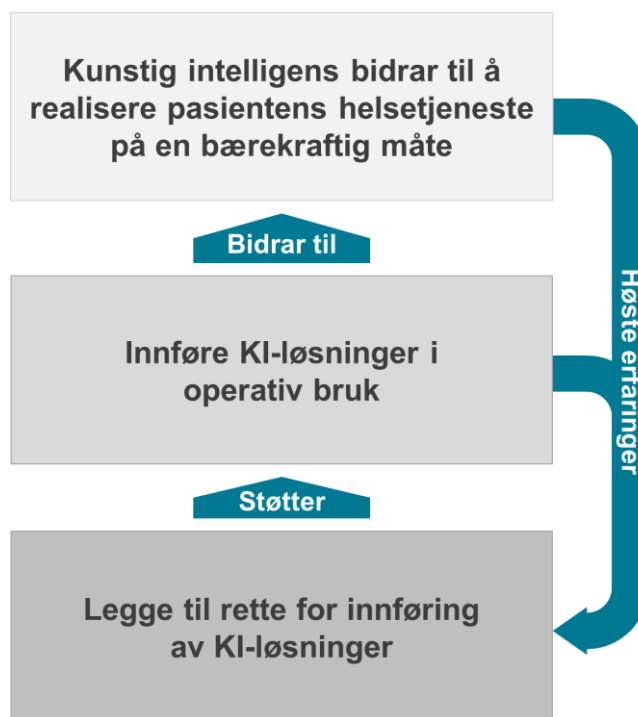 Kunstig intelligens bidrar til å
realisere pasientens helsetjeneste
på en bærekraftig måte
Bidrar til
Innføre KI-løsninger i
operativ bruk
Støtter
Legge til rette for innføring
av KI-løsninger
Høste erfaringer